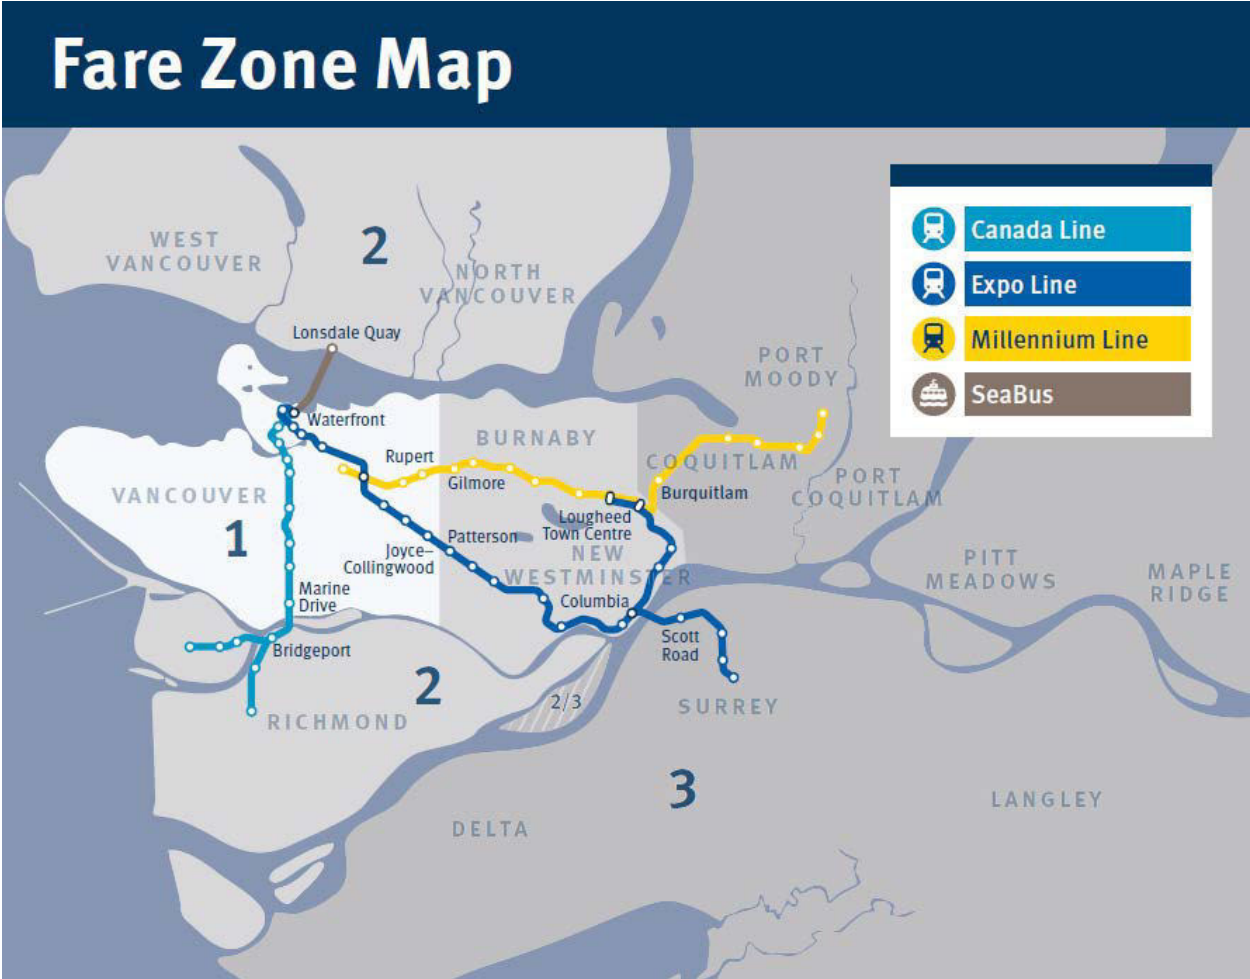 Fare Zone Map
Canada Line
Expo Line
Millennium Line
SeaBus
WEST
VANCOUVER
2
NORTH
VANCOUVER
Lonsdale Quay
PORT
MOODY
Waterfront
BURNABY
Rupert
Gilmore
COQUITLAM
Burquitlam
PORT
COQUITLAM
VANCOUVER
1
Lougheed
Town Centre
Patterson
Joyce–
Collingwood
NEW
WESTMINSTER
PITT
MEADOWS
MAPLE
RIDGE
Marine
Drive
Columbia
Bridgeport
Scott
Road
2
2/3
RICHMOND
SURREY
3
LANGLEY
DELTA